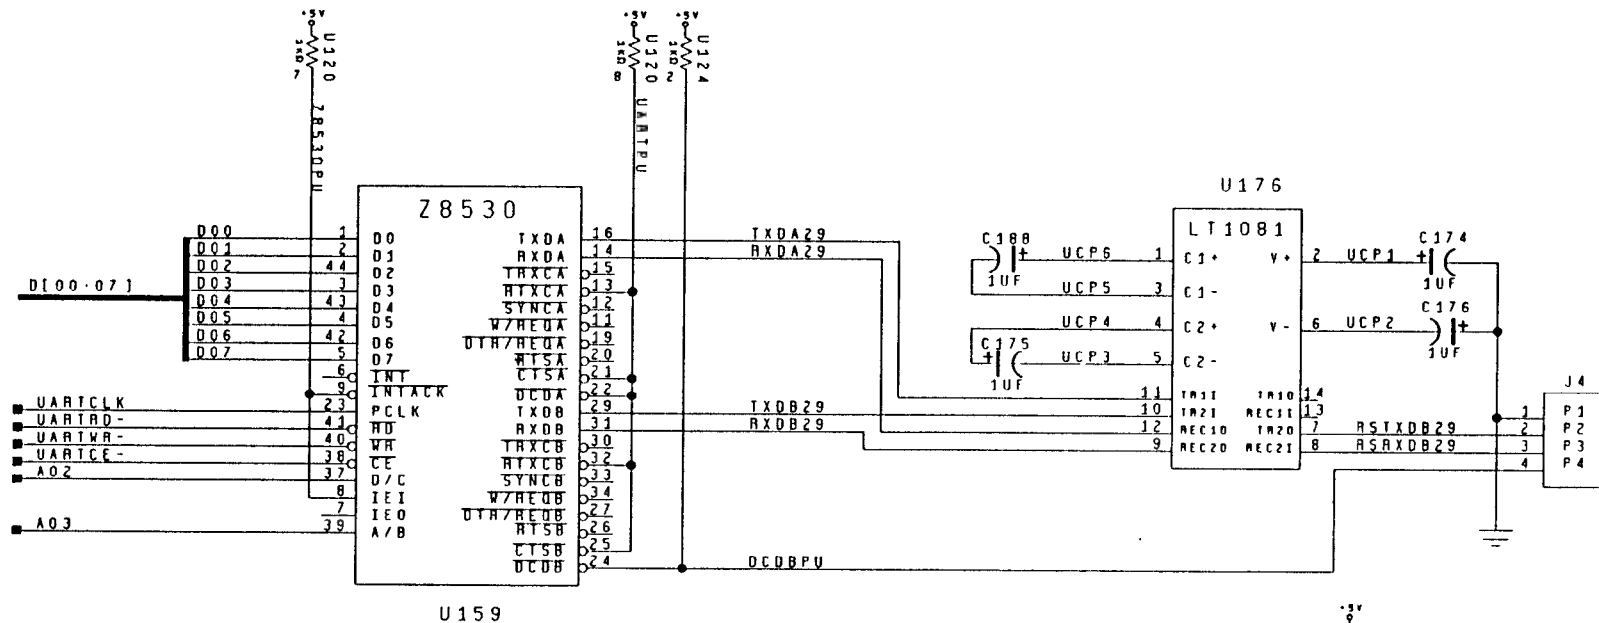 +5V
U120
1KΩ
7
Z8530PU
+5V
U120
1KΩ
8
UARTPU
+5V
U124
1KΩ
2
Z8530
D[00·07]
D00 1 D0
D01 2 D1
D02 44 D2
D03 3 D3
D04 43 D4
D05 4 D5
D06 42 D6
D07 5 D7
6 INT
9 INTACK
UARTCLK 23 PCLK
UARTRD- 41 RD
UARTWR- 40 WR
UARTCE- 38 CE
A02 37 D/C
8 IEI
7 IEO
A03 39 A/B
TXDA 16 TXDA29
RXDA 14 RXDA29
TRXCA 15
RTXCA 13
SYNCA 12
W/REQA 11
DTR/REQA 19
RTSA 20
CTSA 21
DCDA 22
TXDB 29 TXDB29
RXDB 31 RXDB29
TRXCB 30
RTXCB 32
SYNCB 33
W/REQB 34
DTR/REQB 27
RTSB 26
CTSB 25
DCDB 24 DCDBPU
U159
U176
LT1081
C188 + 1UF
UCP6 1 C1+
UCP5 3 C1-
UCP4 4 C2+
C175 + 1UF
UCP3 5 C2-
11 TR1I
10 TR2I
12 REC1O
9 REC2O
V+ 2 UCP1
C174 + 1UF
V- 6 UCP2
C176 + 1UF
TR1O 14
REC1I 13
TR2O 7 RSTXDB29
REC2I 8 RSRXDB29
J4
1 P1
2 P2
3 P3
4 P4
+5V